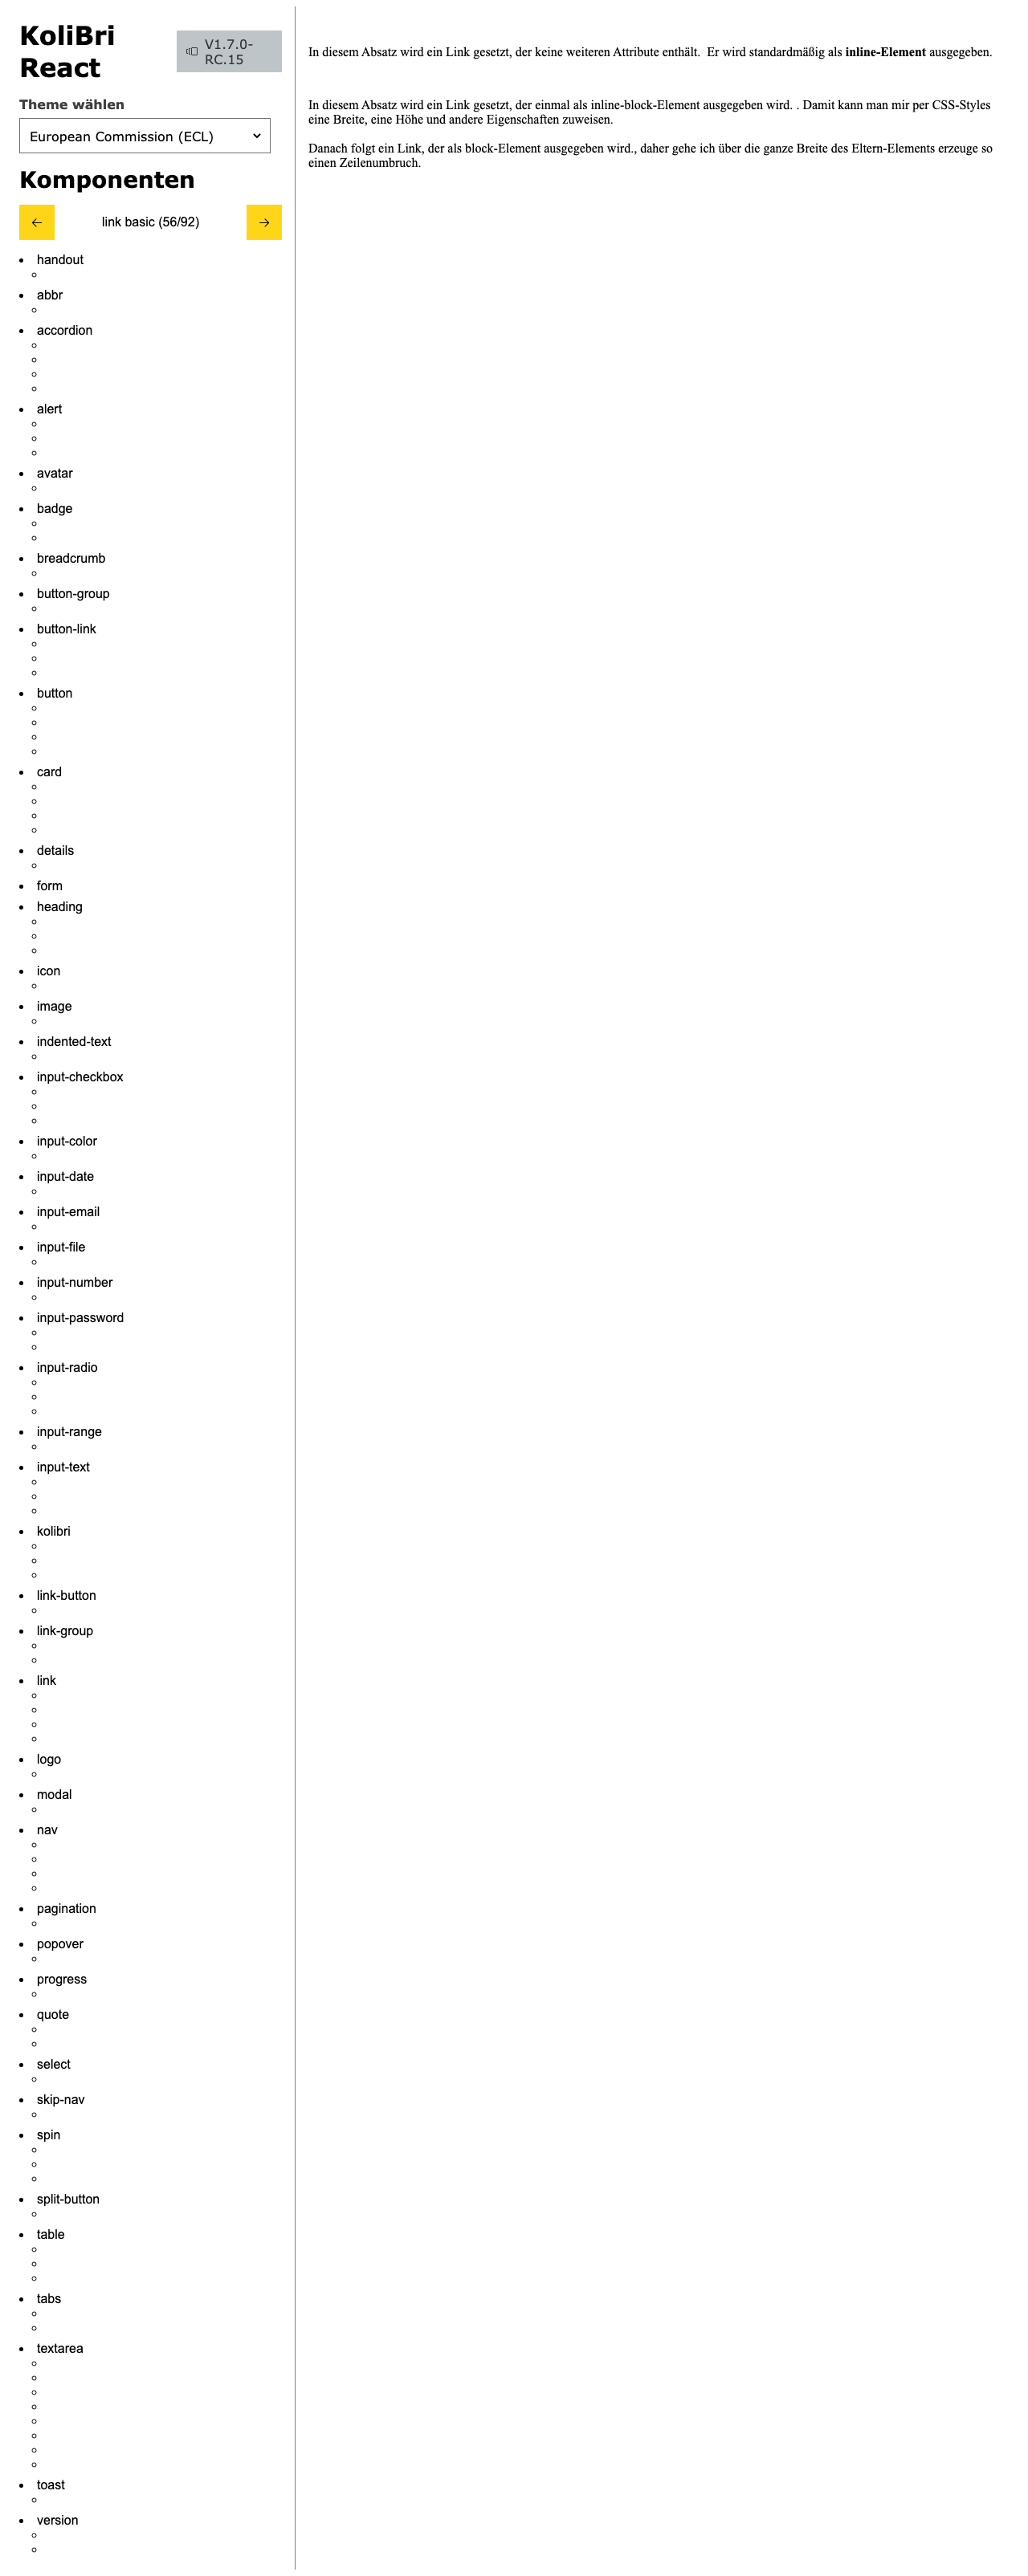 KoliBri
React
V1.7.0-
RC.15
Theme wählen
European Commission (ECL)
Komponenten
link basic (56/92)
handout
abbr
accordion
alert
avatar
badge
breadcrumb
button-group
button-link
button
card
details
form
heading
icon
image
indented-text
input-checkbox
input-color
input-date
input-email
input-file
input-number
input-password
input-radio
input-range
input-text
kolibri
link-button
link-group
link
logo
modal
nav
pagination
popover
progress
quote
select
skip-nav
spin
split-button
table
tabs
textarea
toast
version
In diesem Absatz wird ein Link gesetzt, der keine weiteren Attribute enthält.  Er wird standardmäßig als inline-Element ausgegeben.
In diesem Absatz wird ein Link gesetzt, der einmal als inline-block-Element ausgegeben wird. . Damit kann man mir per CSS-Styles
eine Breite, eine Höhe und andere Eigenschaften zuweisen.
Danach folgt ein Link, der als block-Element ausgegeben wird., daher gehe ich über die ganze Breite des Eltern-Elements erzeuge so
einen Zeilenumbruch.